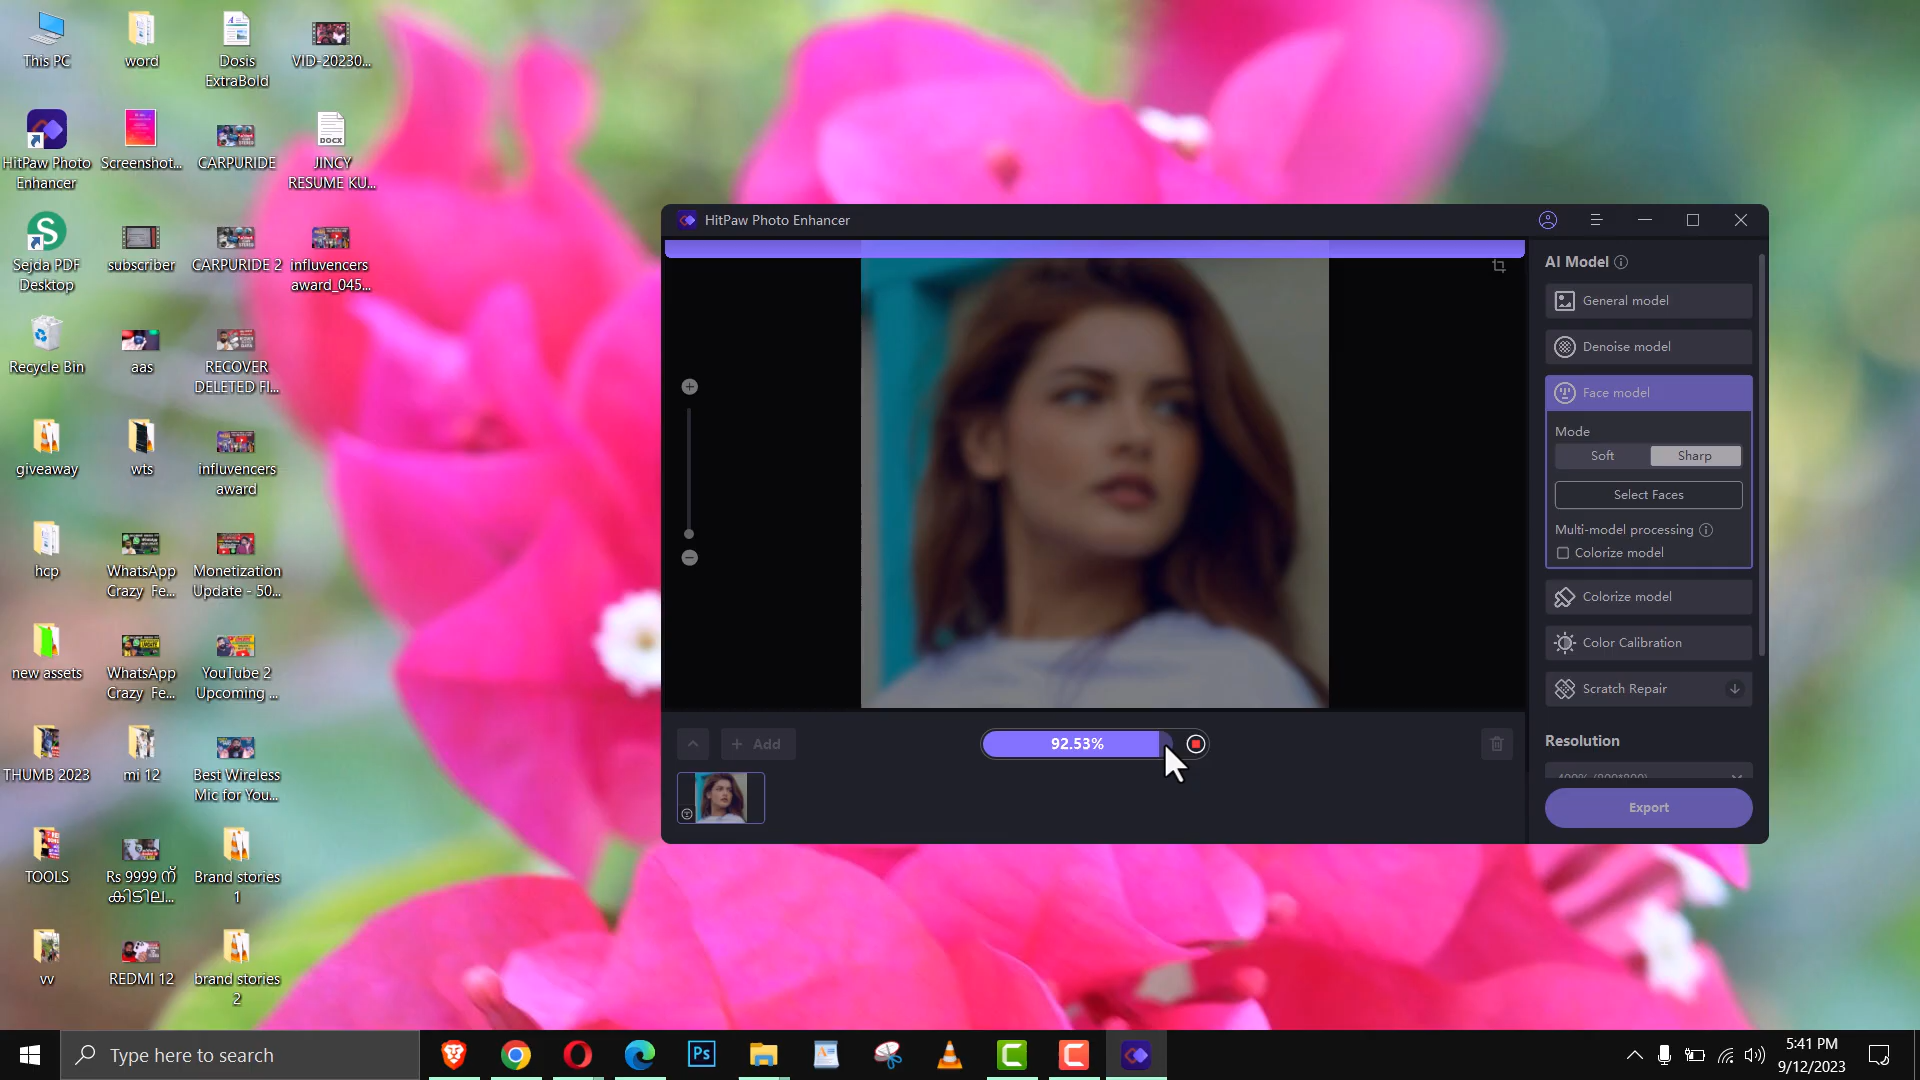 This PC
word
Dosis
ExtraBold
VID-20230...
HitPaw Photo
Enhancer
Screenshot...
CARPURIDE
DOCX
JINCY
RESUME KU...
Sejda PDF
Desktop
subscriber
CARPURIDE 2
influvencers
award_045...
Recycle Bin
aas
RECOVER
DELETED FI...
giveaway
wts
influvencers
award
hcp
WhatsApp
Crazy Fe...
Monetization
Update - 50...
new assets
WhatsApp
Crazy Fe...
YouTube 2
Upcoming ...
THUMB 2023
mi 12
Best Wireless
Mic for You...
TOOLS
Rs 9999 ന്
കിടില...
Brand stories
1
vv
REDMI 12
brand stories
2
HitPaw Photo Enhancer
AI Model
General model
Denoise model
Face model
Mode
Soft
Sharp
Select Faces
Multi-model processing
Colorize model
Colorize model
Color Calibration
Scratch Repair
Resolution
Export
Add
92.53%
Type here to search
Ps
5:41 PM
9/12/2023